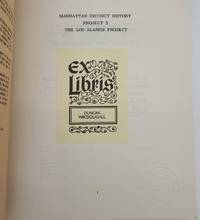 MANHATTAN DISTRICT HISTORY
PROJECT Y
THE LOS ALAMOS PROJECT
EX
Libris
DUNCAN
MACDOUGALL